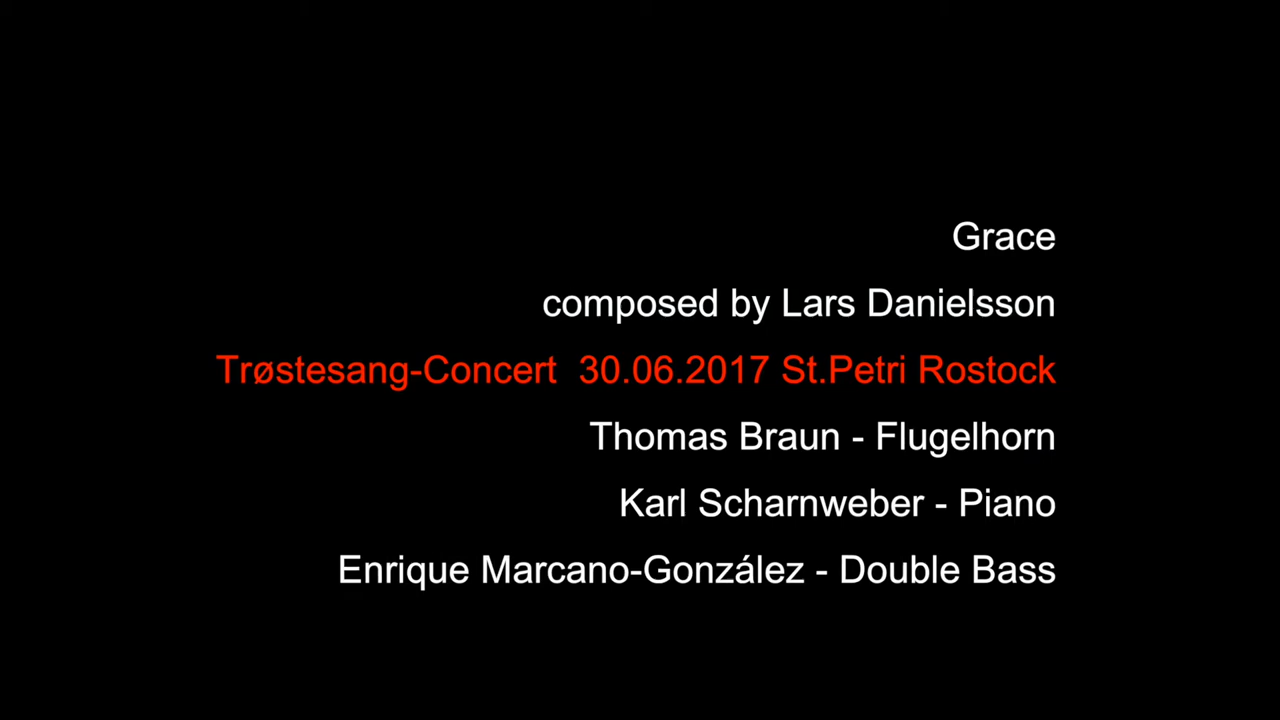 Grace
composed by Lars Danielsson
Trøstesang-Concert  30.06.2017 St.Petri Rostock
Thomas Braun - Flugelhorn
Karl Scharnweber - Piano
Enrique Marcano-González - Double Bass